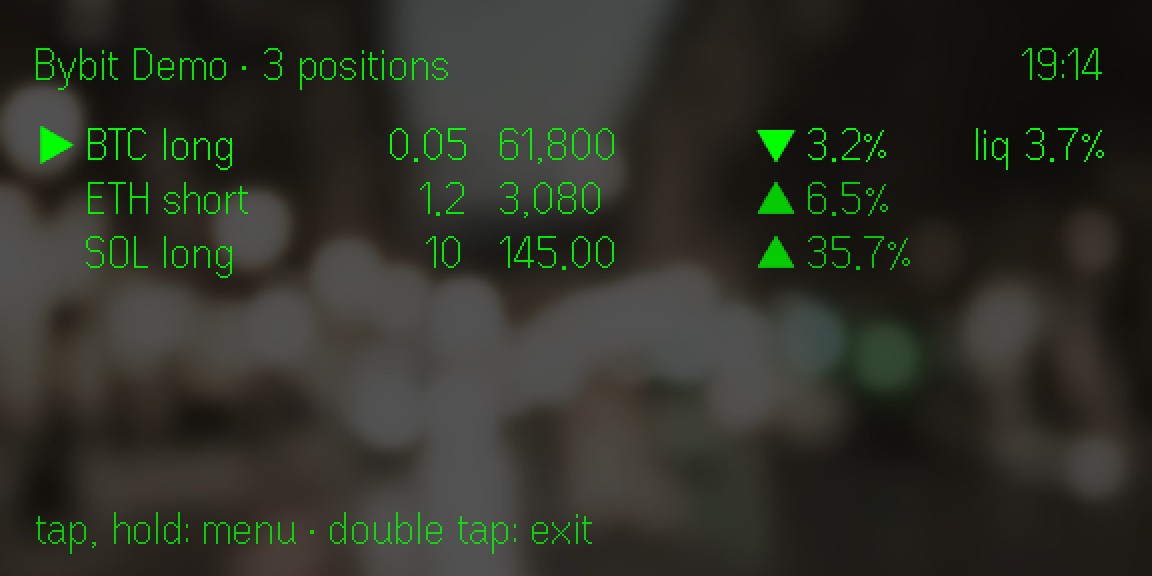 Bybit Demo · 3 positions 19:14
▶ BTC long 0.05 61,800 ▼ 3.2% liq 3.7%
ETH short 1.2 3,080 ▲ 6.5%
SOL long 10 145.00 ▲ 35.7%
tap, hold: menu · double tap: exit